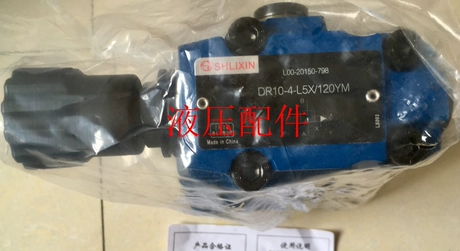 SHLIXIN
L00-20150-798
DR10-4-L5X/120YM
液压配件
Made in China
产品合格证
使用说明